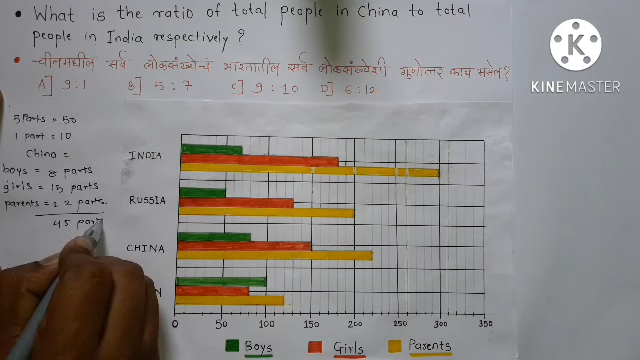 • What is the ratio of total people in China to total
people in India respectively?
• चीनमधील सर्व लोकसंख्येचं भारतातील सर्व लोकसंख्येशी गुणोत्तर काय असेल?
A] 9:1 B] 5:7 C] 9:10 D] 6:10
5 parts = 50
1 part = 10
China =
boys = 8 parts
girls = 15 parts
parents = 22 parts
45 part
KINEMASTER
INDIA
RUSSIA
CHINA
N
0 50 100 150 200 250 300 350
Boys Girls Parents